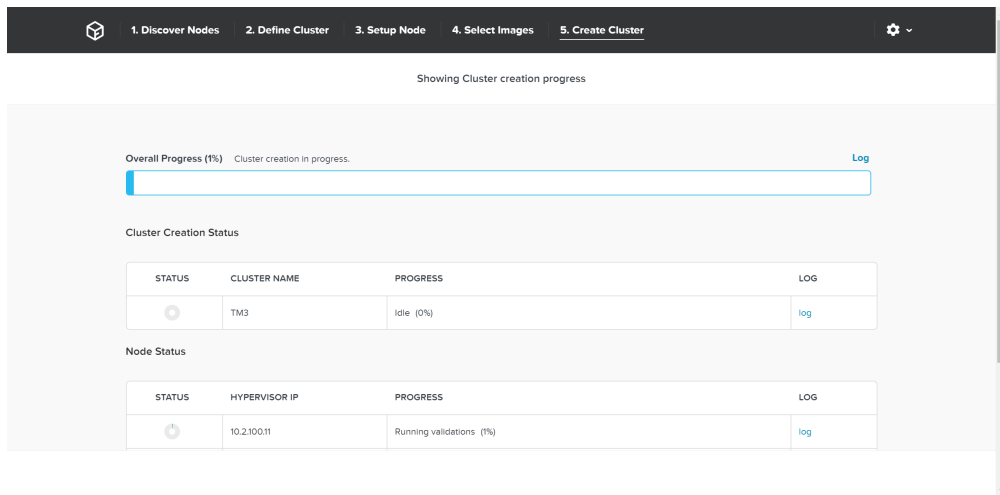 1. Discover Nodes 2. Define Cluster 3. Setup Node 4. Select Images 5. Create Cluster
Showing Cluster creation progress
Overall Progress (1%) Cluster creation in progress. Log
Cluster Creation Status
STATUS CLUSTER NAME PROGRESS LOG
TM3 Idle (0%) log
Node Status
STATUS HYPERVISOR IP PROGRESS LOG
10.2.100.11 Running validations (1%) log